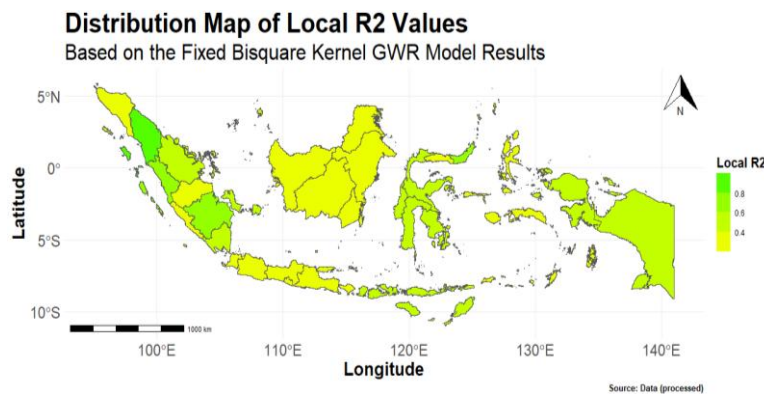 Distribution Map of Local R2 Values
Based on the Fixed Bisquare Kernel GWR Model Results
5°N
0°
5°S
10°S
Latitude
N
Local R2
0.8
0.6
0.4
1000 km
100°E
110°E
120°E
130°E
140°E
Longitude
Source: Data (processed)